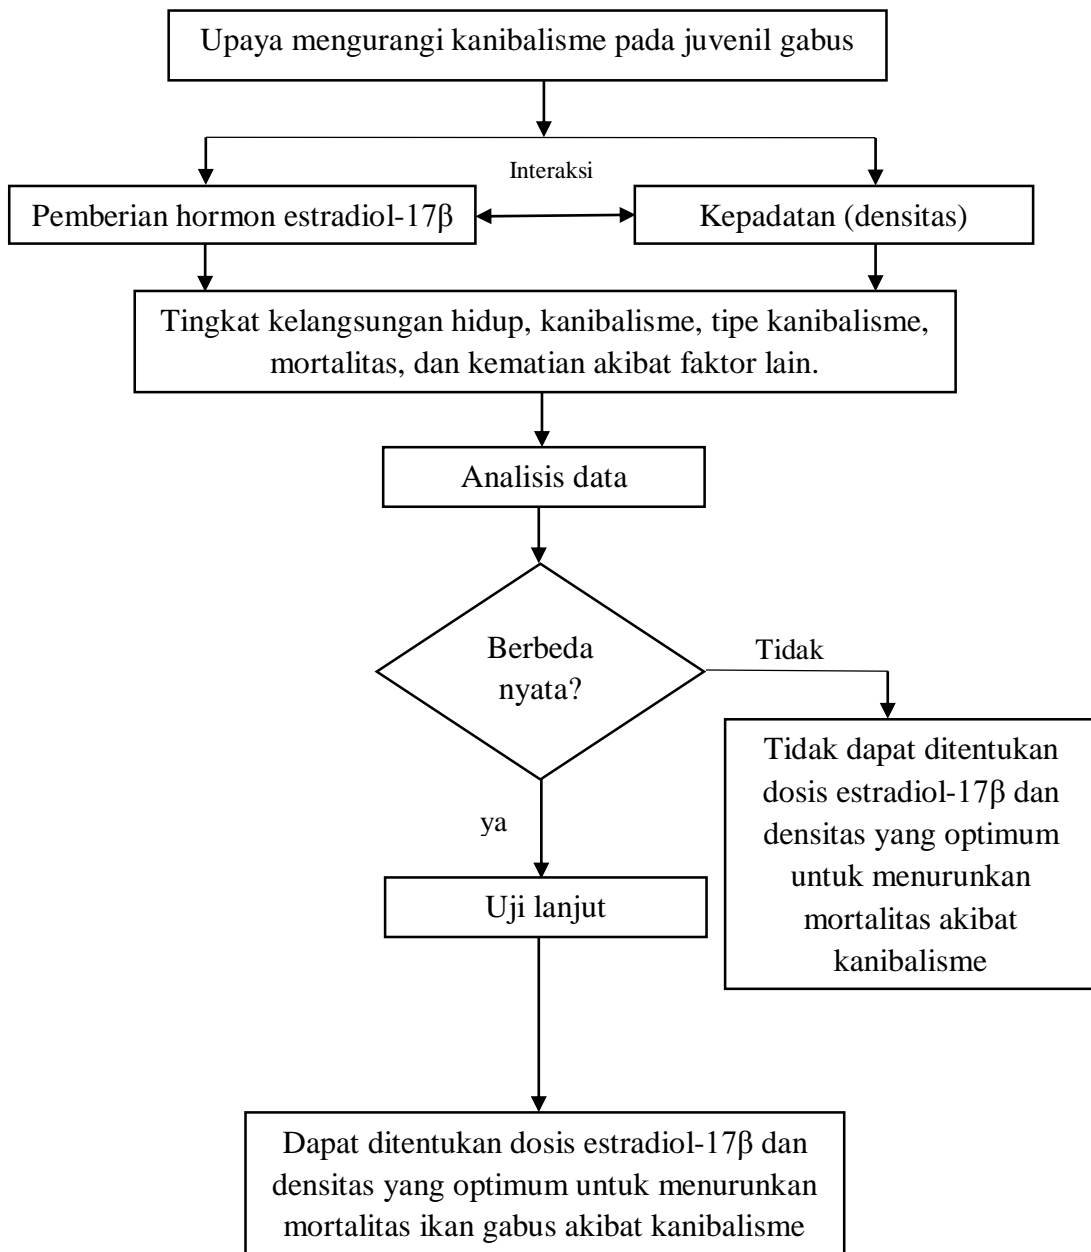 Upaya mengurangi kanibalisme pada juvenil gabus
Interaksi
Pemberian hormon estradiol-17β
Kepadatan (densitas)
Tingkat kelangsungan hidup, kanibalisme, tipe kanibalisme,
mortalitas, dan kematian akibat faktor lain.
Analisis data
Berbeda
nyata?
Tidak
Tidak dapat ditentukan
dosis estradiol-17β dan
densitas yang optimum
untuk menurunkan
mortalitas akibat
kanibalisme
ya
Uji lanjut
Dapat ditentukan dosis estradiol-17β dan
densitas yang optimum untuk menurunkan
mortalitas ikan gabus akibat kanibalisme